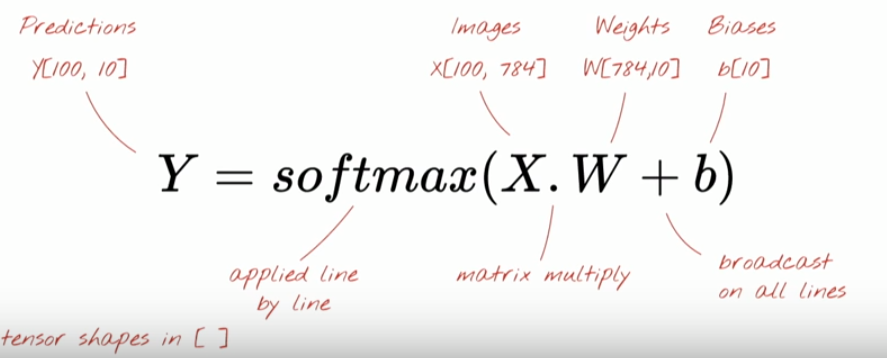 Predictions
Y[100, 10]
Images
X[100, 784]
Weights
W[784,10]
Biases
b[10]
Y = softmax(X.W + b)
applied line
by line
matrix multiply
broadcast
on all lines
tensor shapes in [ ]